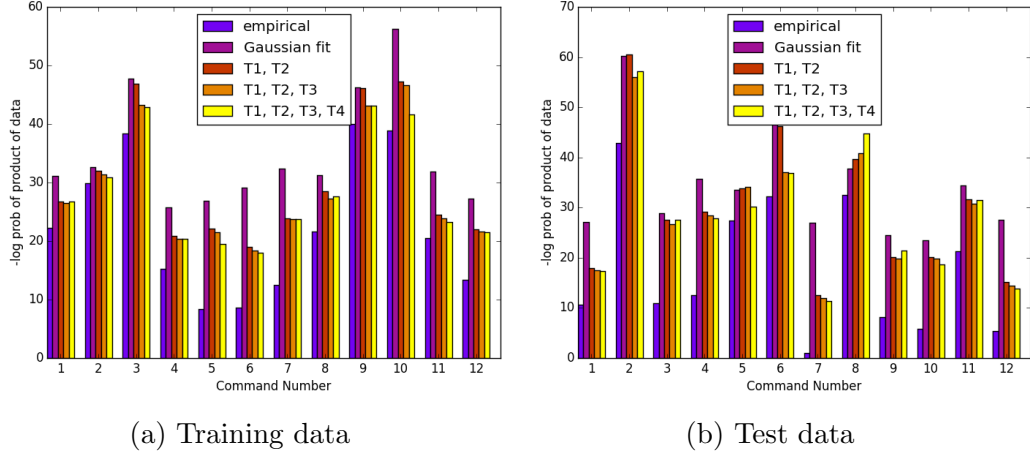 60
50
40
30
20
10
0
-log prob of product of data
empirical
Gaussian fit
T1, T2
T1, T2, T3
T1, T2, T3, T4
1 2 3 4 5 6 7 8 9 10 11 12
Command Number
(a) Training data
70
60
50
40
30
20
10
0
-log prob of product of data
empirical
Gaussian fit
T1, T2
T1, T2, T3
T1, T2, T3, T4
1 2 3 4 5 6 7 8 9 10 11 12
Command Number
(b) Test data